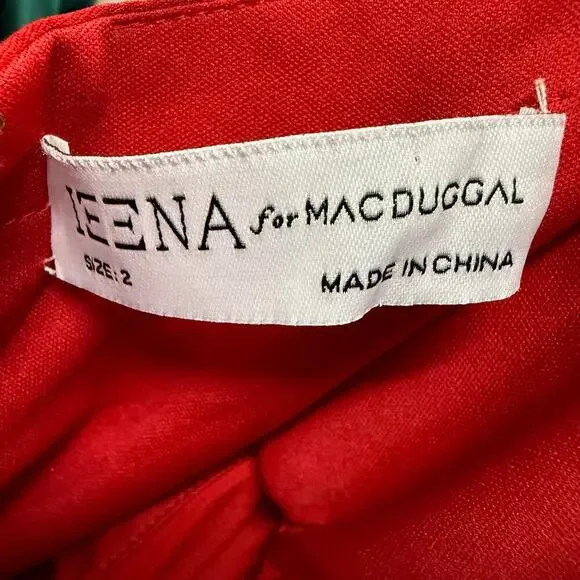 IEENA for MAC DUGGAL
SIZE: 2
MADE IN CHINA